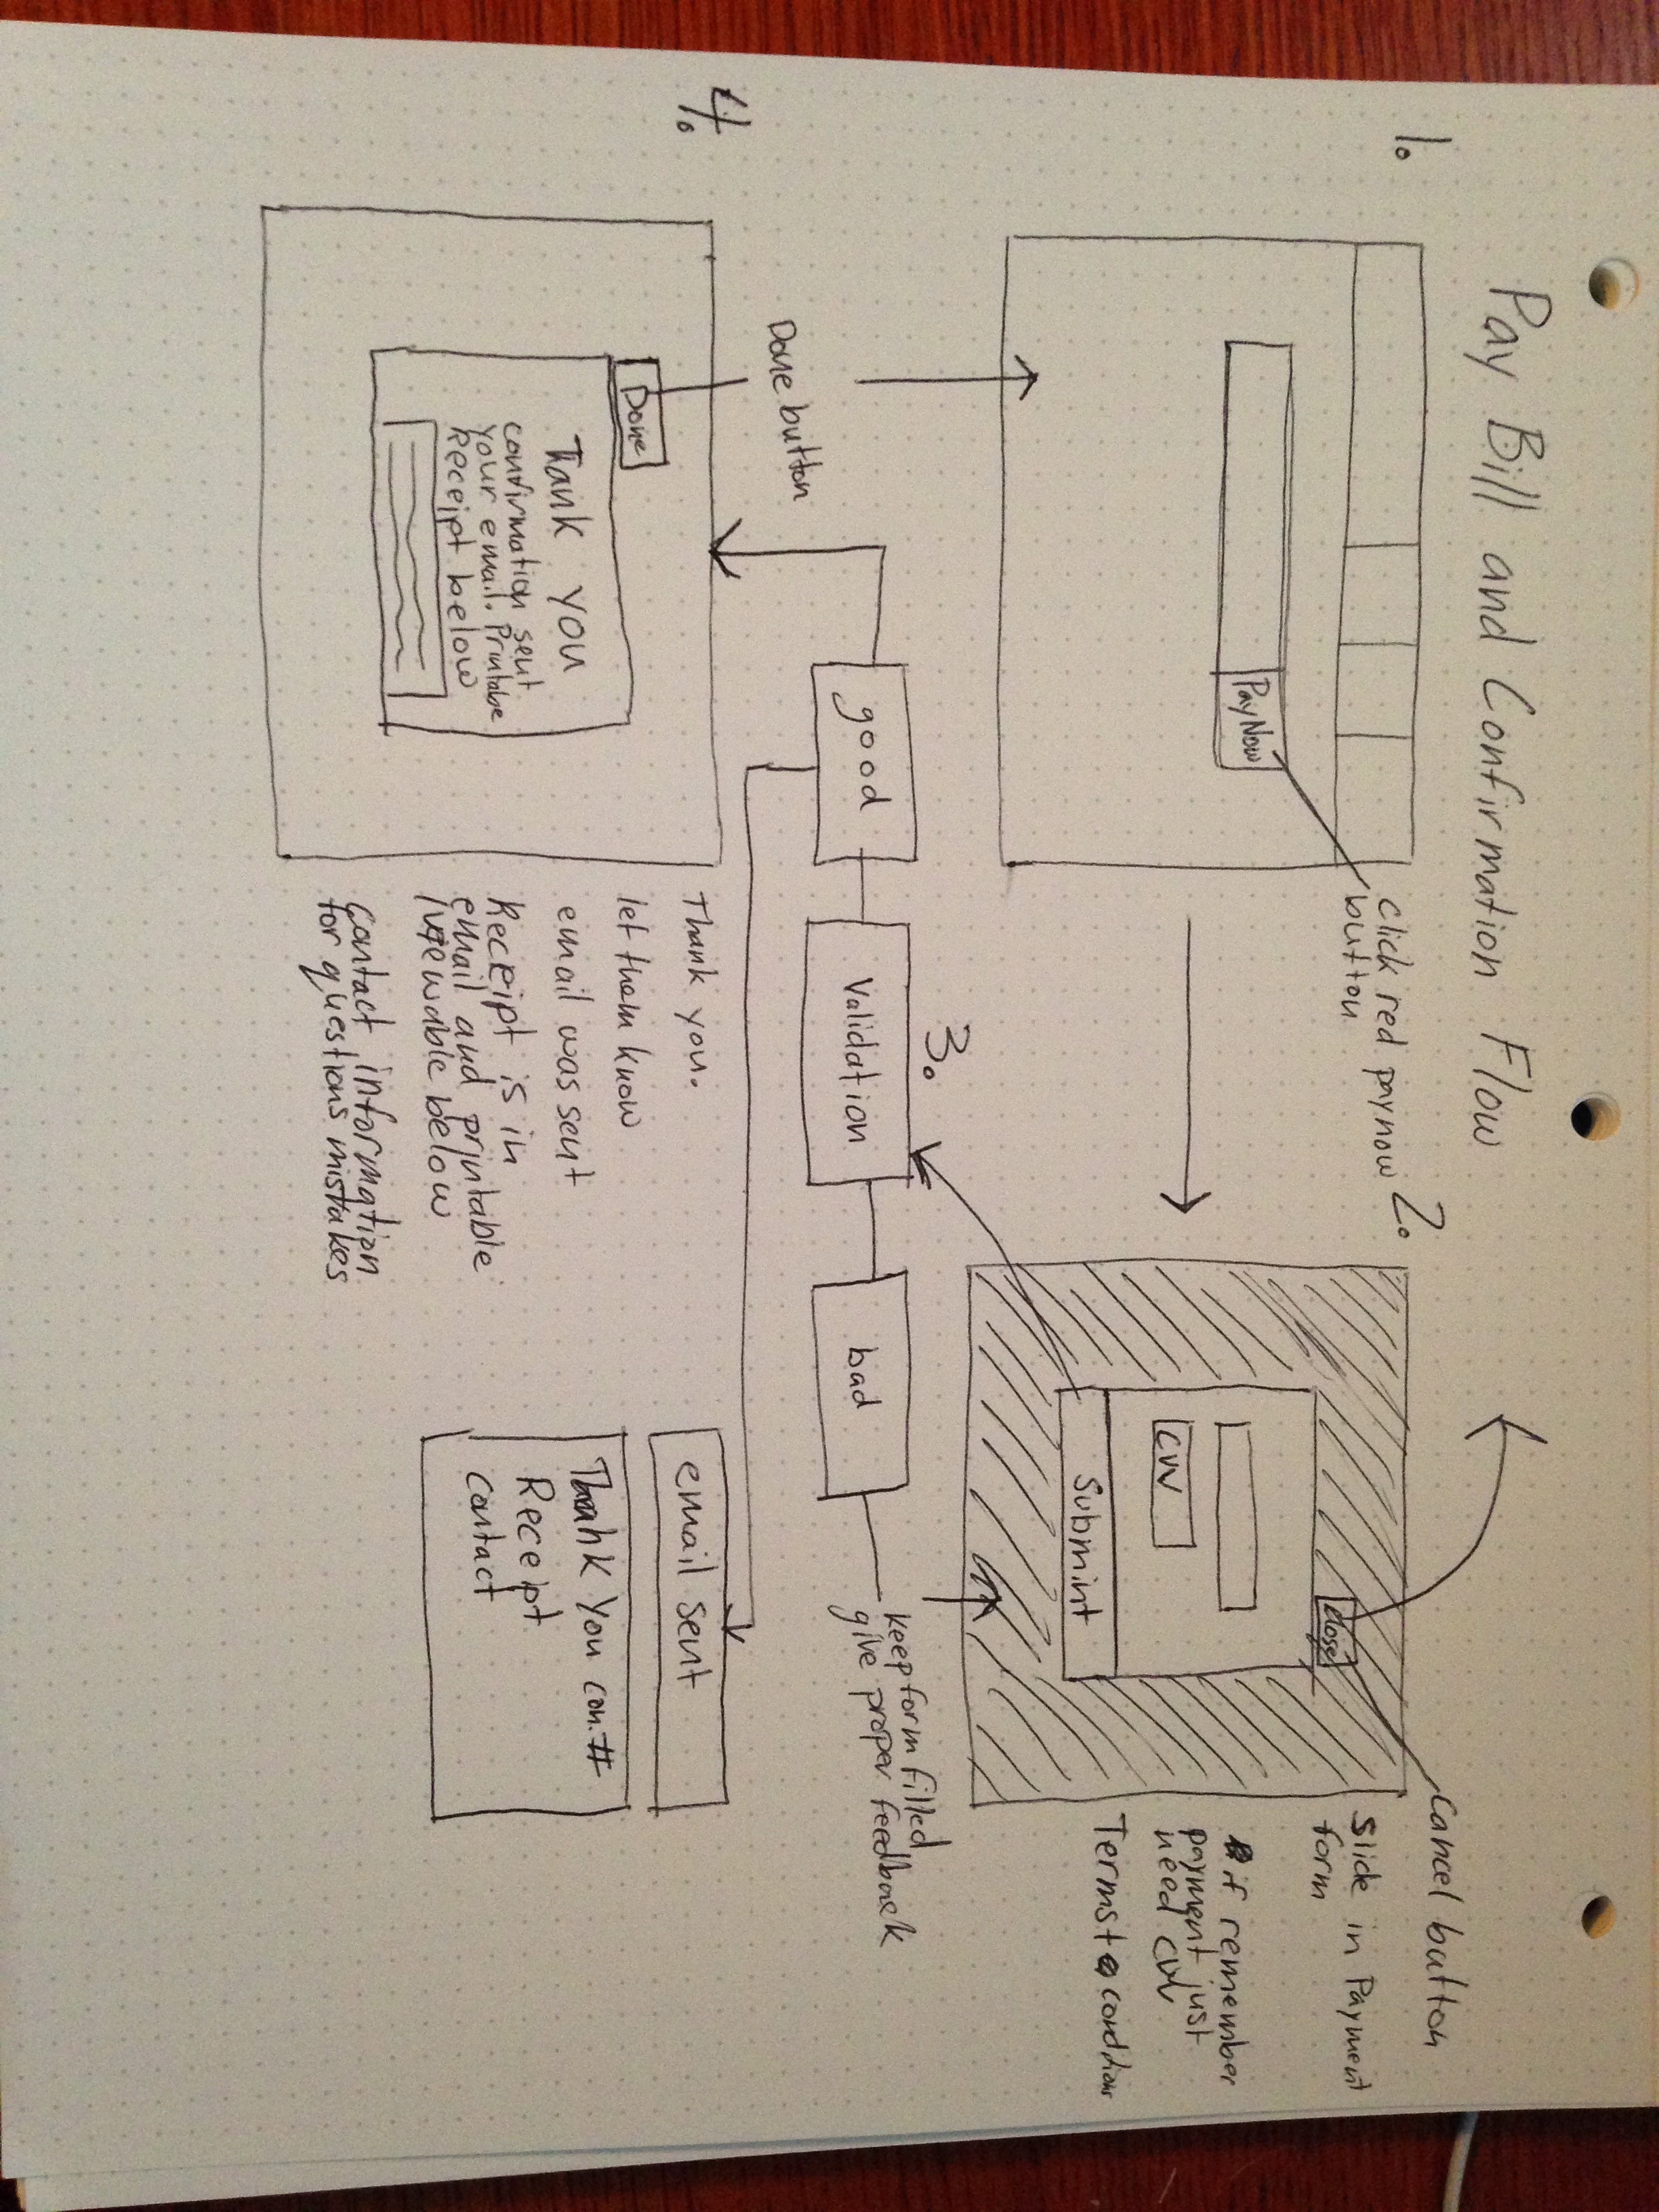 Pay Bill and Confirmation Flow
1.
Pay Now
click red paynow
button
2.
close
CVV
Submint
Cancel button
Slide in Payment
form
if remember
payment just
need CVV
Terms + condtions
3.
good
Validation
bad
keep form filled
give proper feedback
Done button
4.
Done
Thank you
confirmation sent
your email. Printabe
Receipt below
Thank you.
let them know
email was sent
Receipt is in
email and printable
/viewable below
Contact information
for questions mistakes
email sent
Thank You con.#
Receipt
contact